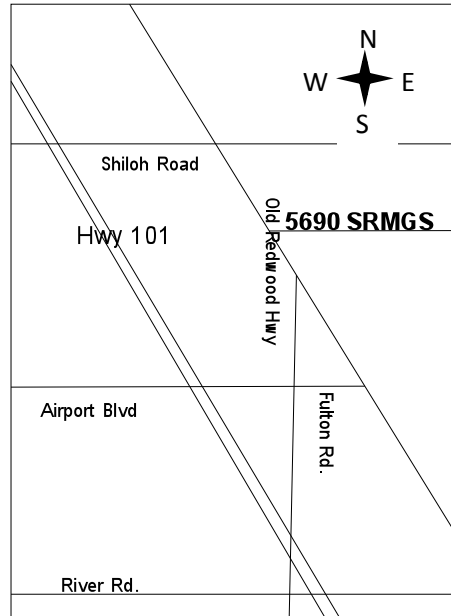 N
W E
S
Shiloh Road
Old Redwood Hwy
5690 SRMGS
Hwy 101
Airport Blvd
Fulton Rd.
River Rd.